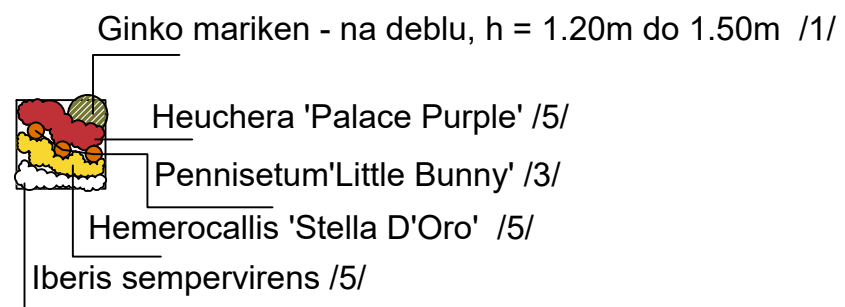 Ginko mariken - na deblu, h = 1.20m do 1.50m /1/
Heuchera 'Palace Purple' /5/
Pennisetum'Little Bunny' /3/
Hemerocallis 'Stella D'Oro' /5/
Iberis sempervirens /5/